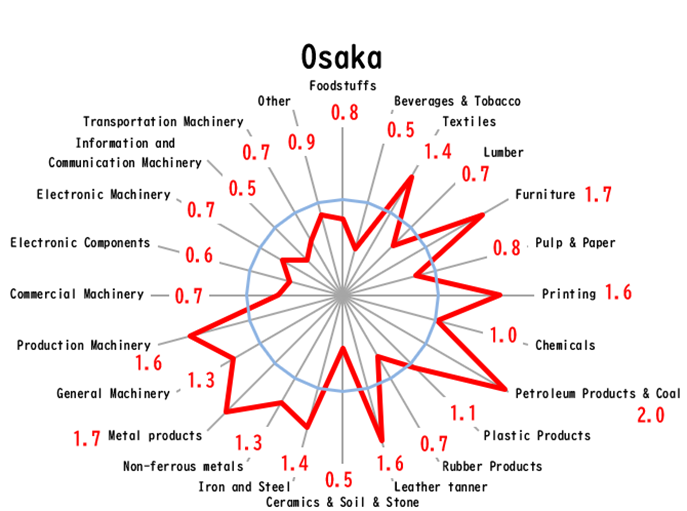 Osaka
Foodstuffs
0.8
Beverages & Tobacco
0.5
Textiles
1.4
Lumber
0.7
Furniture 1.7
Pulp & Paper
0.8
Printing 1.6
Chemicals
1.0
Petroleum Products & Coal
2.0
Plastic Products
1.1
Rubber Products
0.7
Leather tanner
1.6
Ceramics & Soil & Stone
0.5
Iron and Steel
1.4
Non-ferrous metals
1.3
1.7 Metal products
General Machinery
1.3
Production Machinery
1.6
Commercial Machinery 0.7
Electronic Components
0.6
Electronic Machinery
0.7
Information and
Communication Machinery
0.5
Transportation Machinery
0.7
Other
0.9